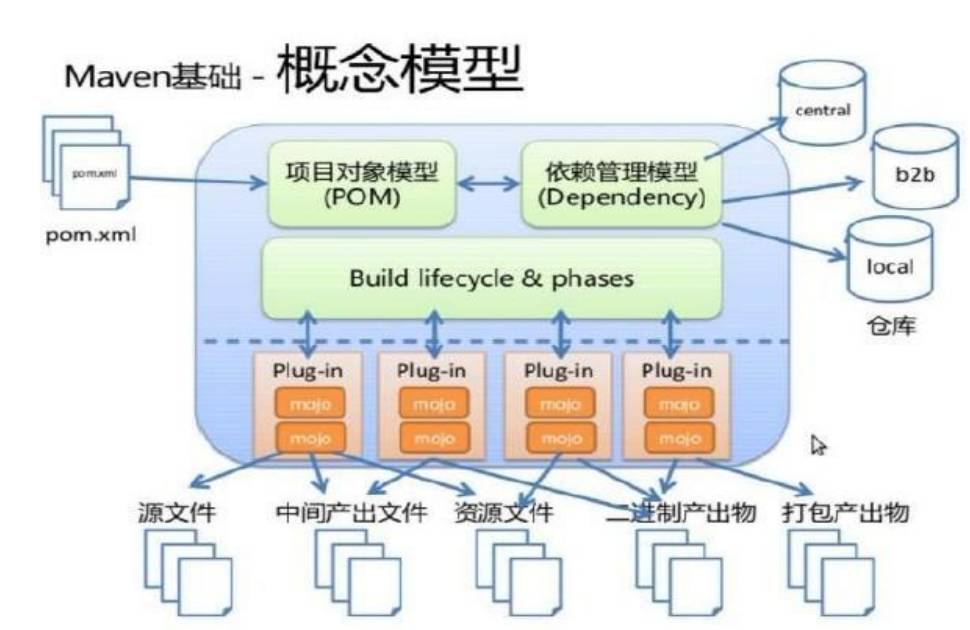 Maven基础 - 概念模型
central
b2b
local
仓库
pom.xml
pom.xml
项目对象模型
(POM)
依赖管理模型
(Dependency)
Build lifecycle & phases
Plug-in
mojo
mojo
Plug-in
mojo
mojo
Plug-in
mojo
mojo
Plug-in
mojo
mojo
源文件
中间产出文件
资源文件
二进制产出物
打包产出物